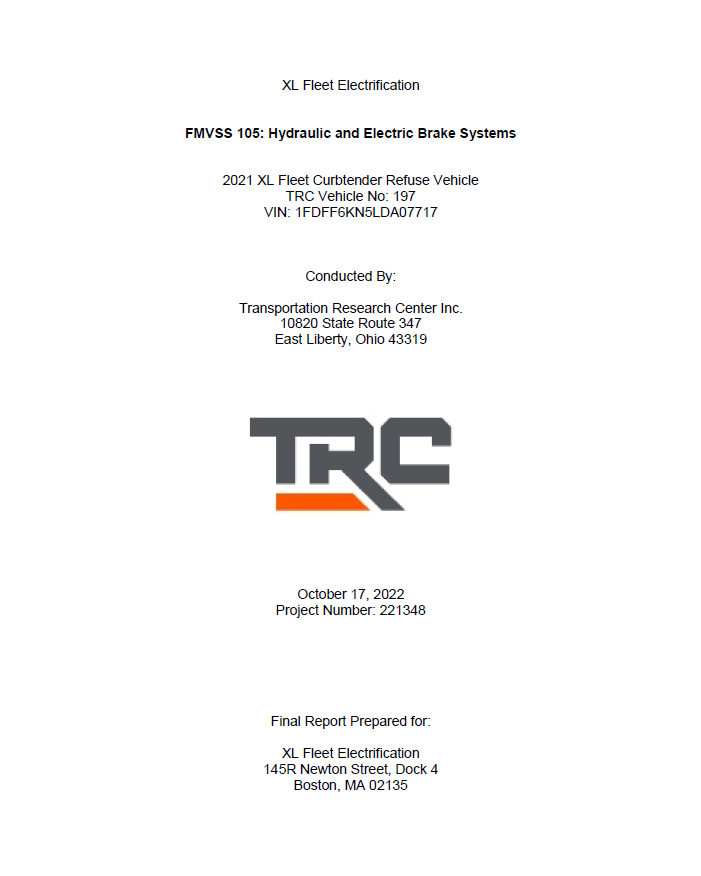 XL Fleet Electrification
FMVSS 105: Hydraulic and Electric Brake Systems
2021 XL Fleet Curbtender Refuse Vehicle
TRC Vehicle No: 197
VIN: 1FDFF6KN5LDA07717
Conducted By:
Transportation Research Center Inc.
10820 State Route 347
East Liberty, Ohio 43319
TRC
October 17, 2022
Project Number: 221348
Final Report Prepared for:
XL Fleet Electrification
145R Newton Street, Dock 4
Boston, MA 02135